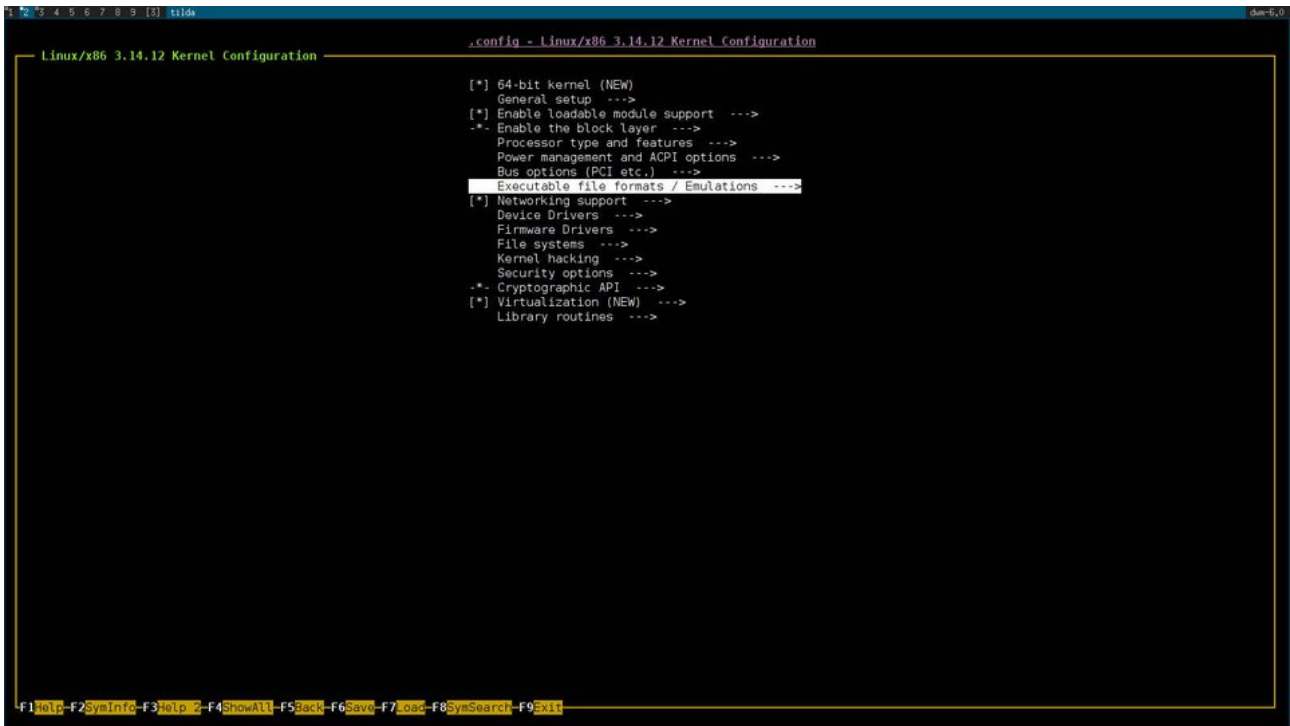 1 2 3 4 5 6 7 8 9 [3] tilda dwm-6.0
.config - Linux/x86 3.14.12 Kernel Configuration
Linux/x86 3.14.12 Kernel Configuration
[*] 64-bit kernel (NEW)
General setup --->
[*] Enable loadable module support --->
-*- Enable the block layer --->
Processor type and features --->
Power management and ACPI options --->
Bus options (PCI etc.) --->
Executable file formats / Emulations --->
[*] Networking support --->
Device Drivers --->
Firmware Drivers --->
File systems --->
Kernel hacking --->
Security options --->
-*- Cryptographic API --->
[*] Virtualization (NEW) --->
Library routines --->
F1Help-F2SymInfo-F3Help 2-F4ShowAll-F5Back-F6Save-F7Load-F8SymSearch-F9Exit